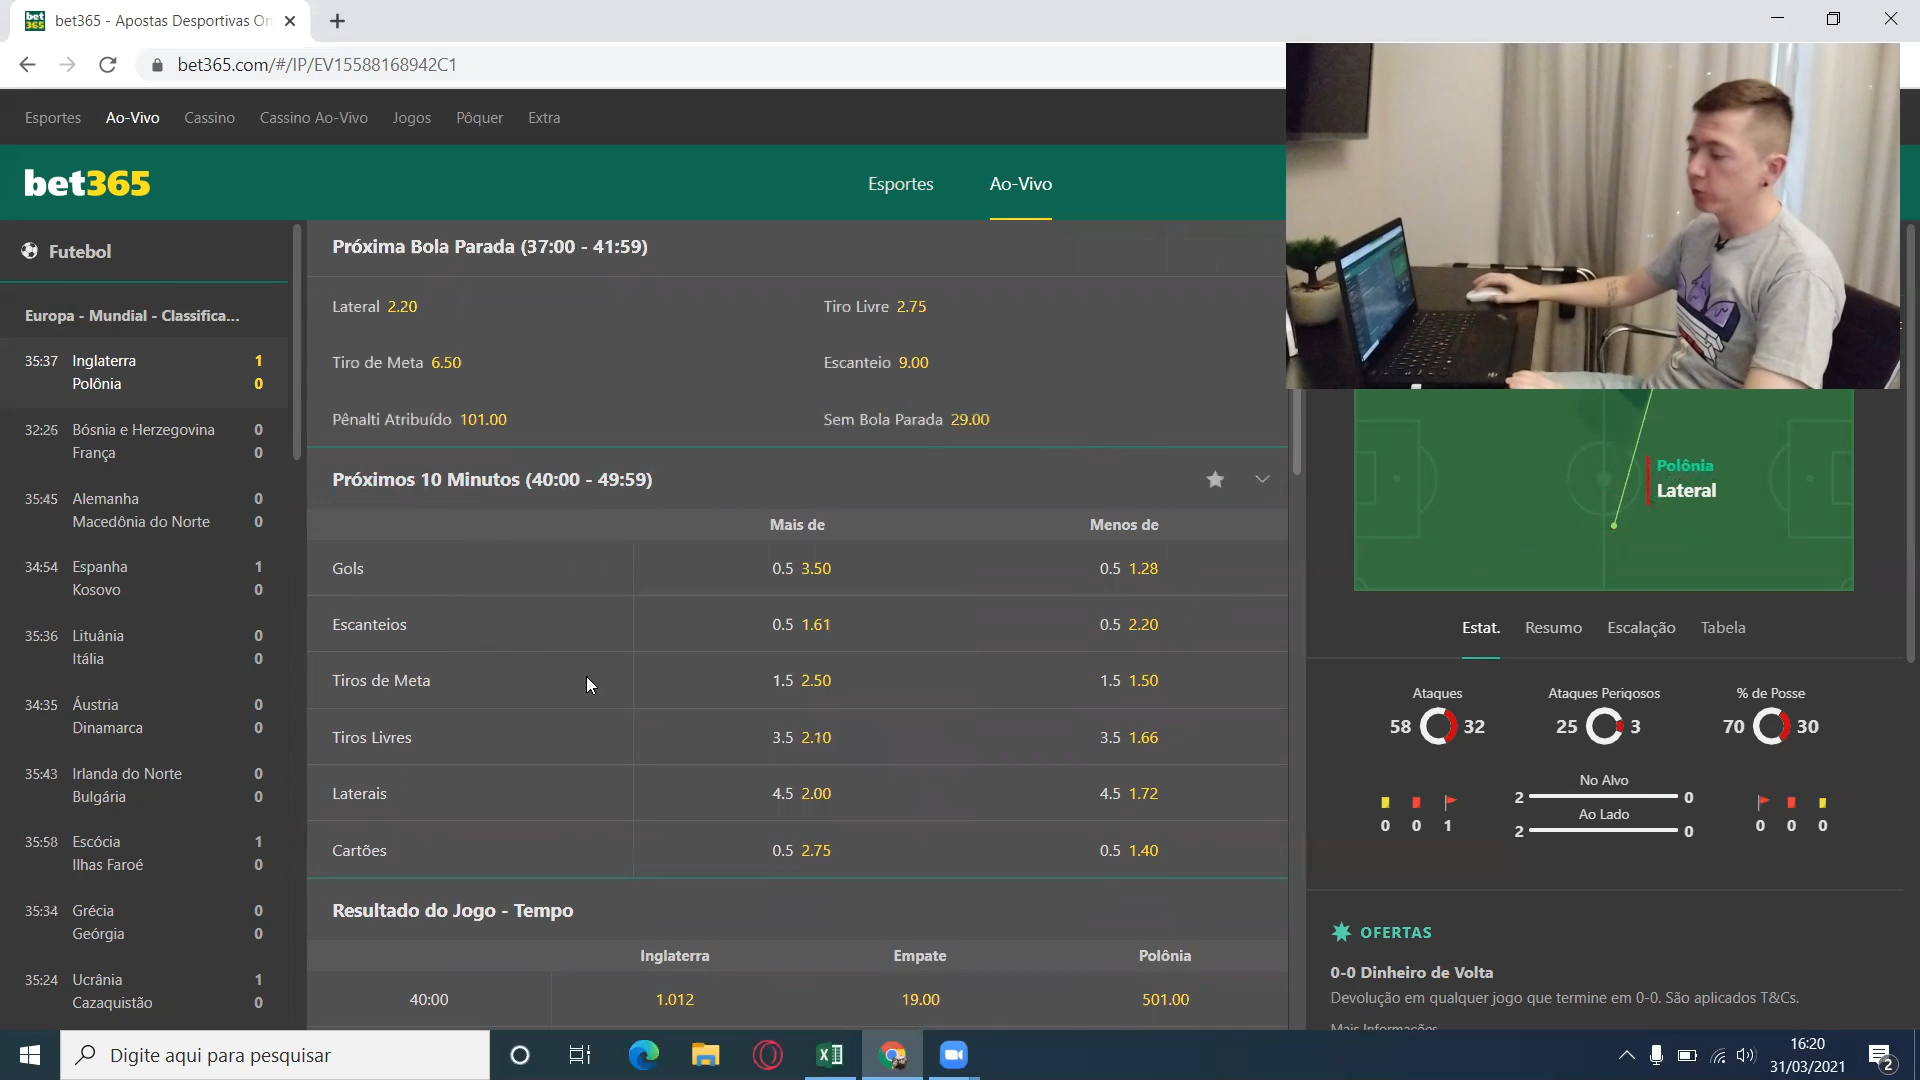 bet365 - Apostas Desportivas On
bet365.com/#/IP/EV15588168942C1
Esportes Ao-Vivo Cassino Cassino Ao-Vivo Jogos Pôquer Extra
bet365 Esportes Ao-Vivo
Futebol
Europa - Mundial - Classifica...
35:37 Inglaterra 1
Polônia 0
32:26 Bósnia e Herzegovina 0
França 0
35:45 Alemanha 0
Macedônia do Norte 0
34:54 Espanha 1
Kosovo 0
35:36 Lituânia 0
Itália 0
34:35 Áustria 0
Dinamarca 0
35:43 Irlanda do Norte 0
Bulgária 0
35:58 Escócia 1
Ilhas Faroé 0
35:34 Grécia 0
Geórgia 0
35:24 Ucrânia 1
Cazaquistão 0
Próxima Bola Parada (37:00 - 41:59)
Lateral 2.20 Tiro Livre 2.75
Tiro de Meta 6.50 Escanteio 9.00
Pênalti Atribuído 101.00 Sem Bola Parada 29.00
Próximos 10 Minutos (40:00 - 49:59)
Mais de Menos de
Gols 0.5 3.50 0.5 1.28
Escanteios 0.5 1.61 0.5 2.20
Tiros de Meta 1.5 2.50 1.5 1.50
Tiros Livres 3.5 2.10 3.5 1.66
Laterais 4.5 2.00 4.5 1.72
Cartões 0.5 2.75 0.5 1.40
Resultado do Jogo - Tempo
Inglaterra Empate Polônia
40:00 1.012 19.00 501.00
Polônia
Lateral
Estat. Resumo Escalação Tabela
Ataques Ataques Perigosos % de Posse
58 32 25 3 70 30
No Alvo
2 0
Ao Lado
2 0
0 0 1 0 0 0
OFERTAS
0-0 Dinheiro de Volta
Devolução em qualquer jogo que termine em 0-0. São aplicados T&Cs.
Mais Informações
Digite aqui para pesquisar
16:20
31/03/2021
2